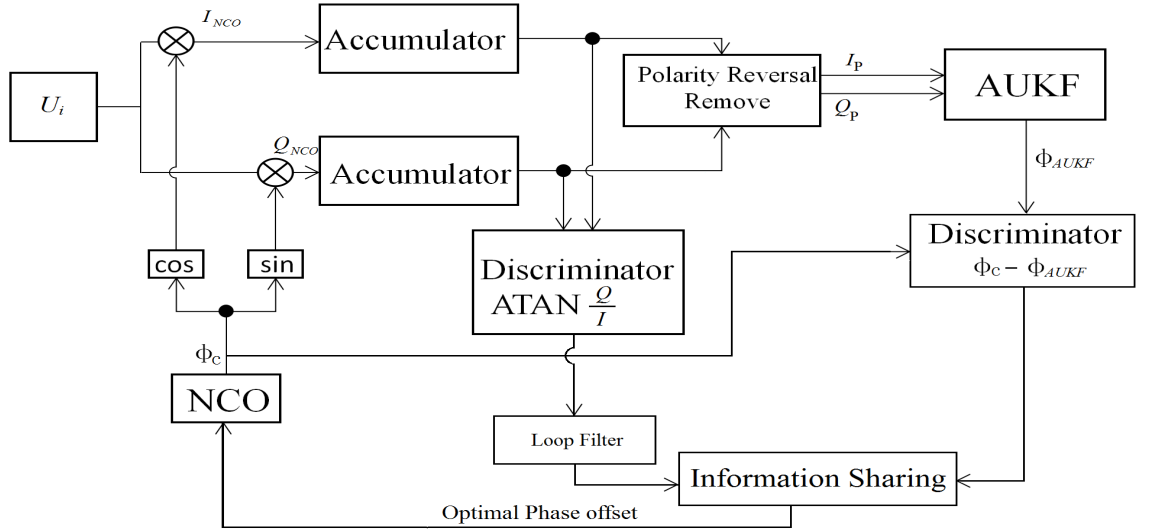 I_NCO
Accumulator
Polarity Reversal
Remove
I_P
Q_P
AUKF
U_i
Q_NCO
Accumulator
Φ_AUKF
cos
sin
Discriminator
ATAN Q/I
Discriminator
Φ_C − Φ_AUKF
Φ_C
NCO
Loop Filter
Information Sharing
Optimal Phase offset